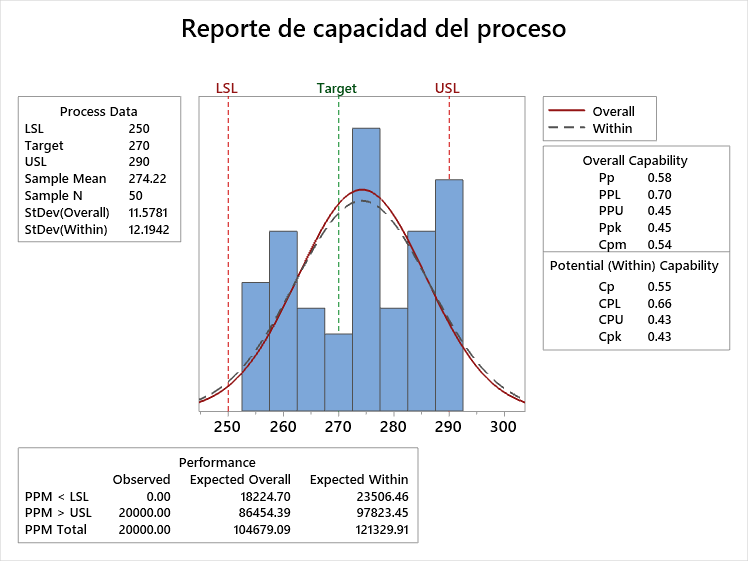 Reporte de capacidad del proceso
LSL Target USL
Process Data
LSL 250
Target 270
USL 290
Sample Mean 274.22
Sample N 50
StDev(Overall) 11.5781
StDev(Within) 12.1942
Overall
Within
Overall Capability
Pp 0.58
PPL 0.70
PPU 0.45
Ppk 0.45
Cpm 0.54
Potential (Within) Capability
Cp 0.55
CPL 0.66
CPU 0.43
Cpk 0.43
250 260 270 280 290 300
Performance
Observed Expected Overall Expected Within
PPM < LSL 0.00 18224.70 23506.46
PPM > USL 20000.00 86454.39 97823.45
PPM Total 20000.00 104679.09 121329.91